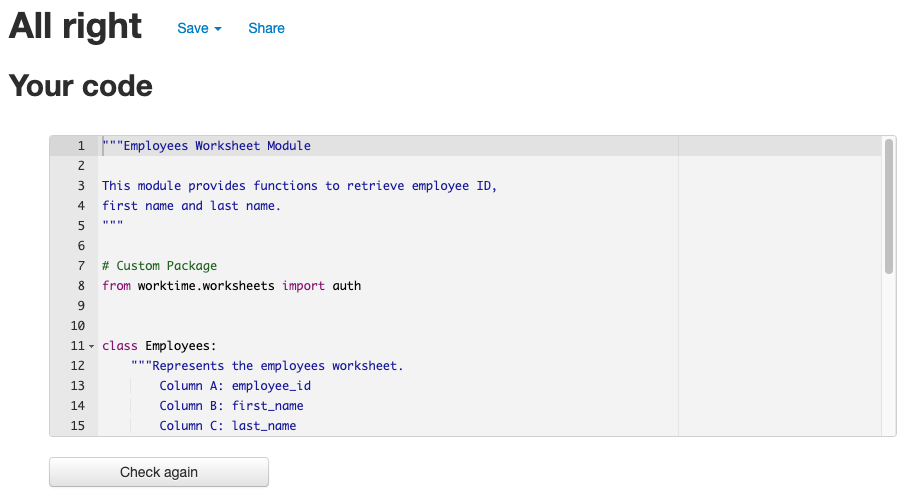 All right Save Share
Your code
1 """Employees Worksheet Module
2
3 This module provides functions to retrieve employee ID,
4 first name and last name.
5 """
6
7 # Custom Package
8 from worktime.worksheets import auth
9
10
11 class Employees:
12 """Represents the employees worksheet.
13 Column A: employee_id
14 Column B: first_name
15 Column C: last_name
Check again